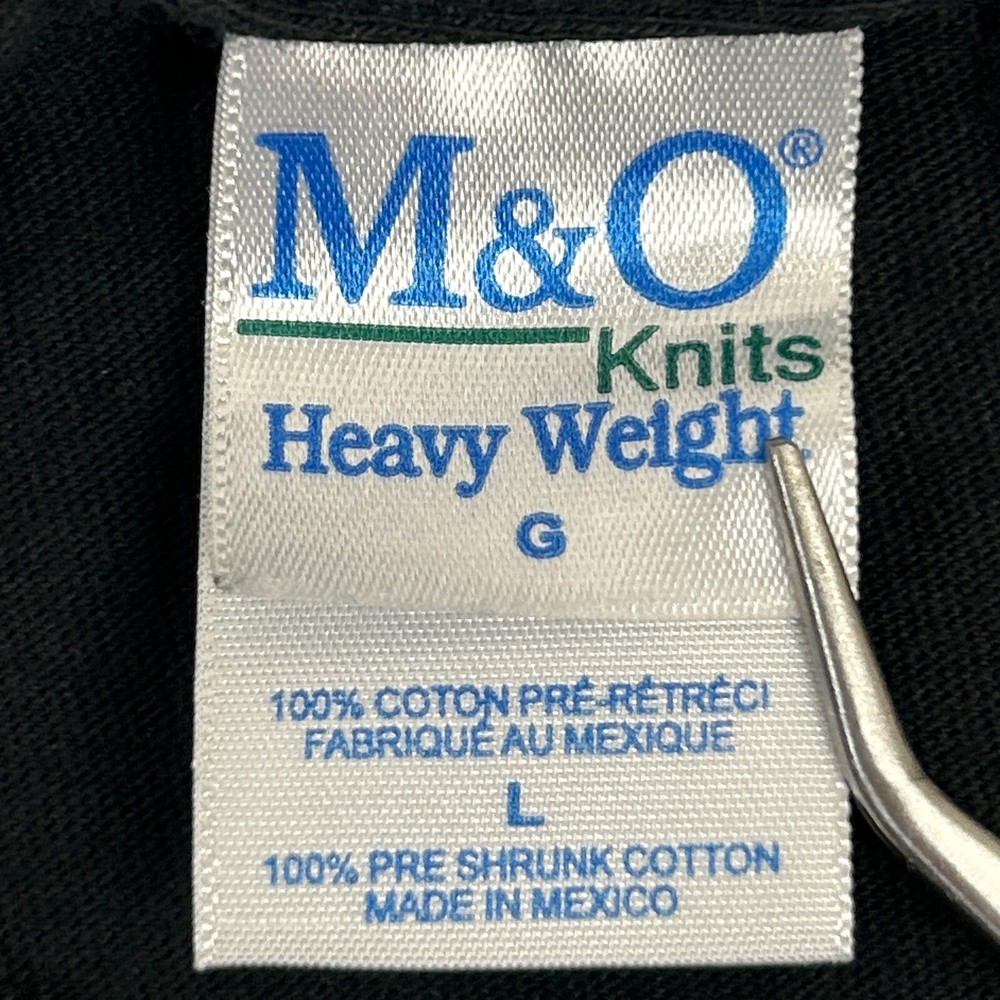 M&O®
Knits
Heavy Weight
G
100% COTON PRÉ-RÉTRÉCI
FABRIQUÉ AU MEXIQUE
L
100% PRE SHRUNK COTTON
MADE IN MEXICO